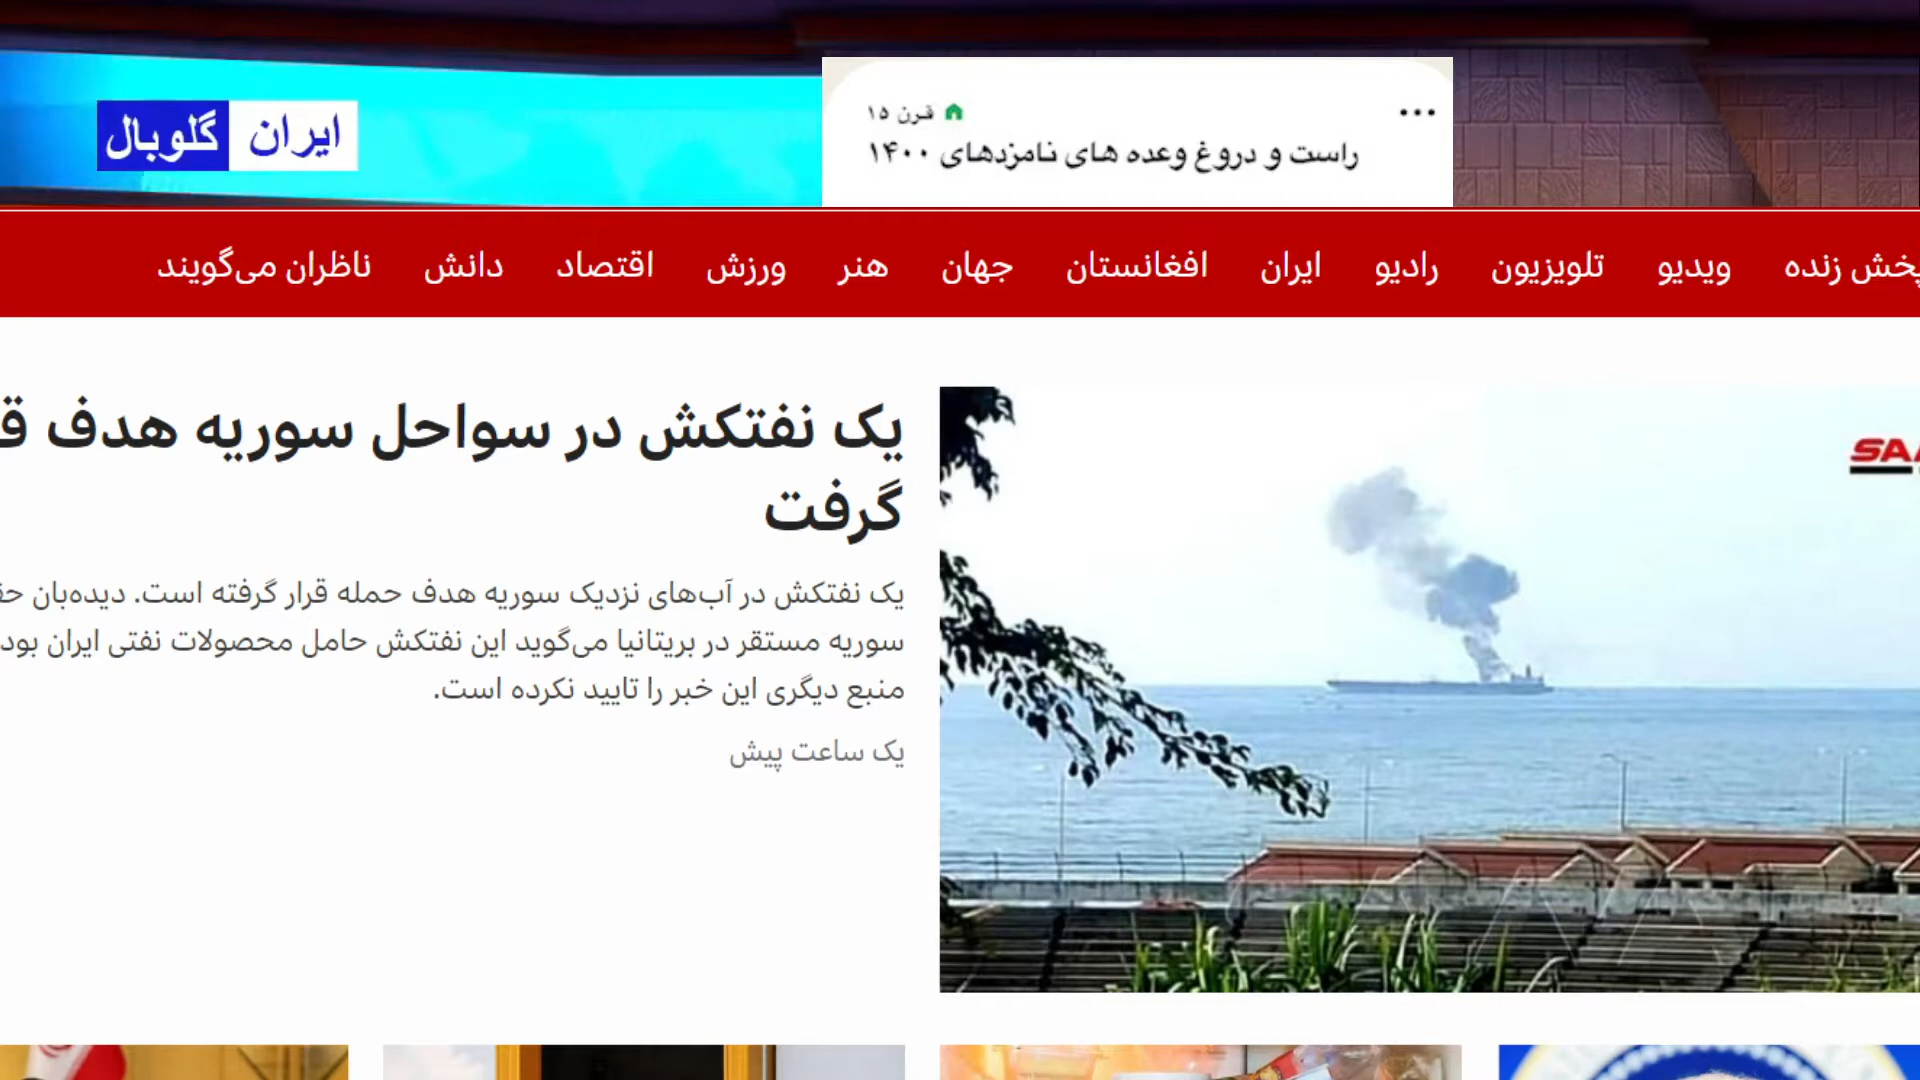 ایران گلوبال
قرن ۱۵
راست و دروغ وعده های نامزدهای ۱۴۰۰
پخش زنده ویدیو تلویزیون رادیو ایران افغانستان جهان هنر ورزش اقتصاد دانش ناظران می‌گویند
یک نفتکش در سواحل سوریه هدف
گرفت
یک نفتکش در آب‌های نزدیک سوریه هدف حمله قرار گرفته است. دیده‌بان
سوریه مستقر در بریتانیا می‌گوید این نفتکش حامل محصولات نفتی ایران بود
منبع دیگری این خبر را تایید نکرده است.
یک ساعت پیش